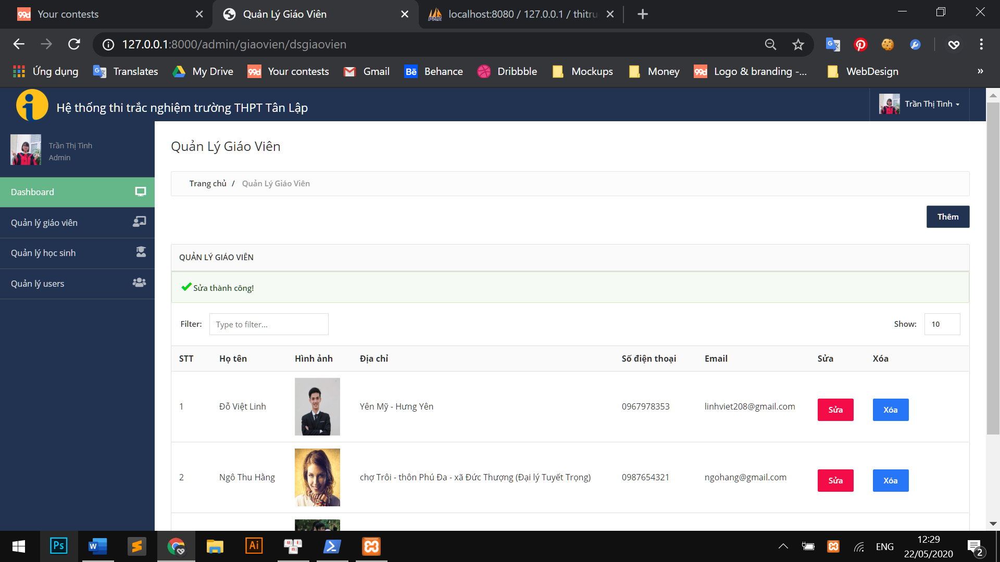 Your contests
Quản Lý Giáo Viên
localhost:8080 / 127.0.0.1 / thitru
127.0.0.1:8000/admin/giaovien/dsgiaovien
Ứng dụng
Translates
My Drive
Your contests
Gmail
Behance
Dribbble
Mockups
Money
Logo & branding -...
WebDesign
»
Hệ thống thi trắc nghiệm trường THPT Tân Lập
Trần Thị Tình
Trần Thị Tình
Admin
Dashboard
Quản lý giáo viên
Quản lý học sinh
Quản lý users
Quản Lý Giáo Viên
Trang chủ / Quản Lý Giáo Viên
Thêm
QUẢN LÝ GIÁO VIÊN
Sửa thành công!
Filter: Type to filter...
Show: 10
STT Họ tên Hình ảnh Địa chỉ Số điện thoại Email Sửa Xóa
1 Đỗ Việt Linh Yên Mỹ - Hưng Yên 0967978353 linhviet208@gmail.com Sửa Xóa
2 Ngô Thu Hằng chợ Trôi - thôn Phú Đa - xã Đức Thượng (Đại lý Tuyết Trọng) 0987654321 ngohang@gmail.com Sửa Xóa
ENG
12:29
22/05/2020
2